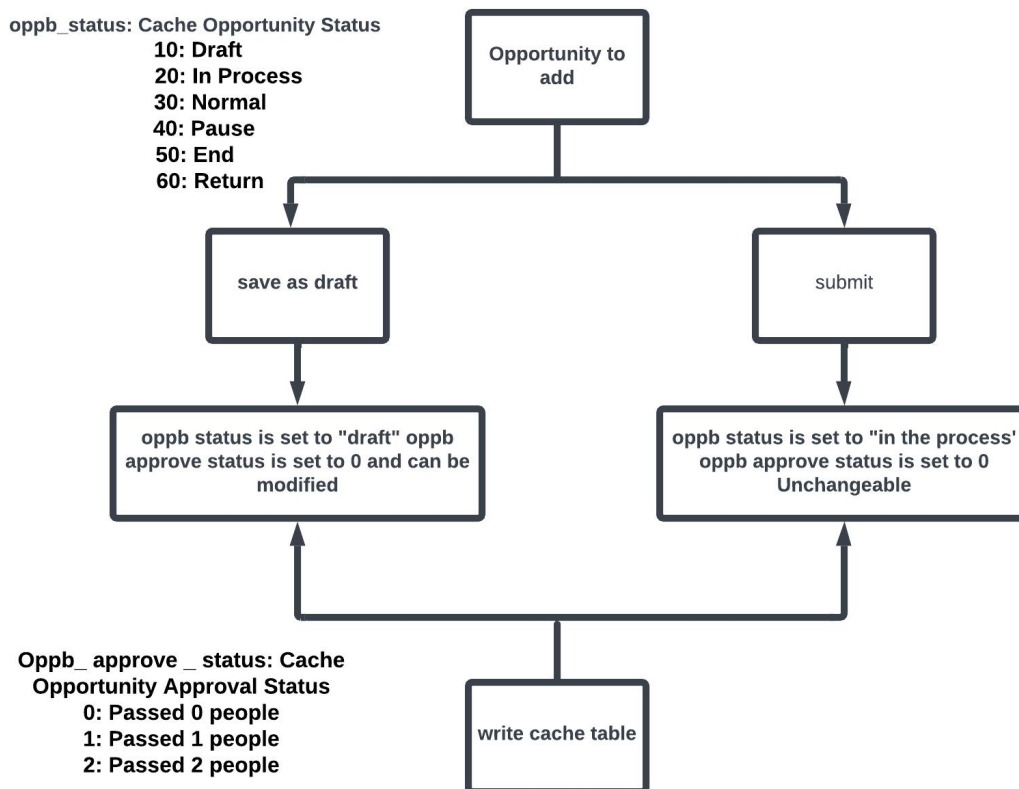 oppb_status: Cache Opportunity Status
10: Draft
20: In Process
30: Normal
40: Pause
50: End
60: Return
Opportunity to
add
save as draft
submit
oppb status is set to "draft" oppb
approve status is set to 0 and can be
modified
oppb status is set to "in the process'
oppb approve status is set to 0
Unchangeable
Oppb_ approve _ status: Cache
Opportunity Approval Status
0: Passed 0 people
1: Passed 1 people
2: Passed 2 people
write cache table